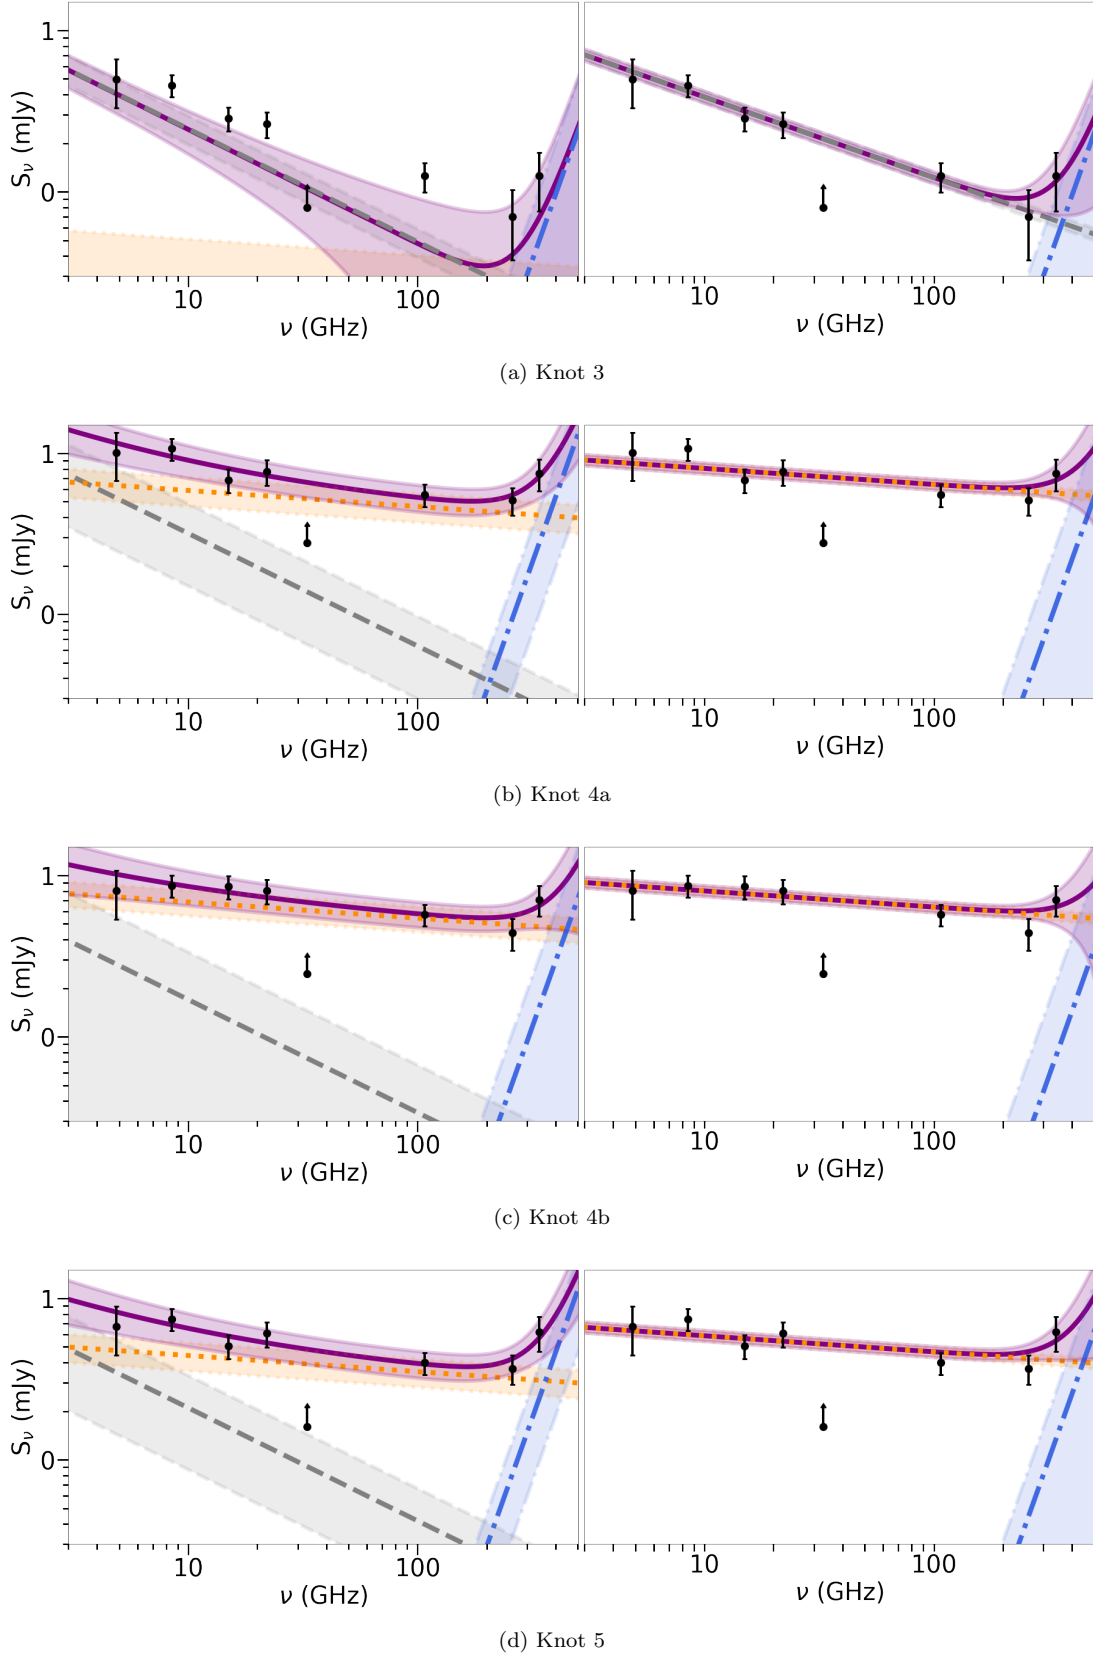 1
0
S_ν (mJy)
10 100
10 100
ν (GHz)
ν (GHz)
(a) Knot 3
1
0
S_ν (mJy)
10 100
10 100
ν (GHz)
ν (GHz)
(b) Knot 4a
1
0
S_ν (mJy)
10 100
10 100
ν (GHz)
ν (GHz)
(c) Knot 4b
1
0
S_ν (mJy)
10 100
10 100
ν (GHz)
ν (GHz)
(d) Knot 5